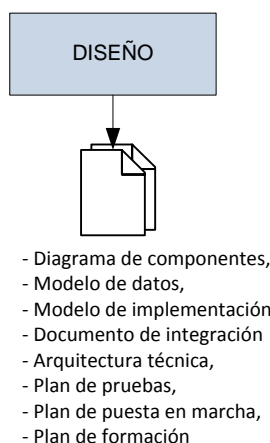 DISEÑO
- Diagrama de componentes,
- Modelo de datos,
- Modelo de implementación
- Documento de integración
- Arquitectura técnica,
- Plan de pruebas,
- Plan de puesta en marcha,
- Plan de formación